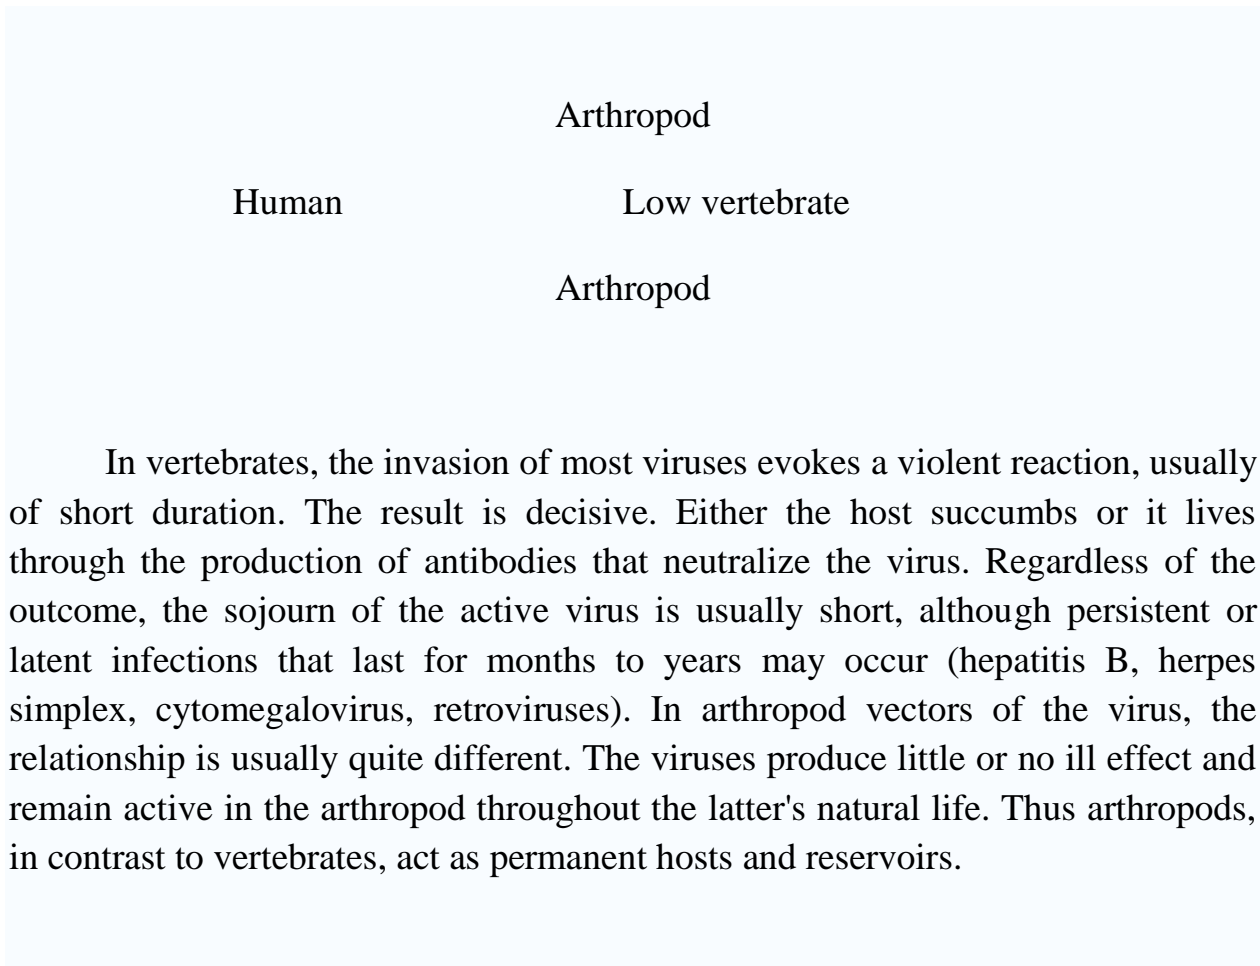 Arthropod
Human Low vertebrate
Arthropod
In vertebrates, the invasion of most viruses evokes a violent reaction, usually
of short duration. The result is decisive. Either the host succumbs or it lives
through the production of antibodies that neutralize the virus. Regardless of the
outcome, the sojourn of the active virus is usually short, although persistent or
latent infections that last for months to years may occur (hepatitis B, herpes
simplex, cytomegalovirus, retroviruses). In arthropod vectors of the virus, the
relationship is usually quite different. The viruses produce little or no ill effect and
remain active in the arthropod throughout the latter's natural life. Thus arthropods,
in contrast to vertebrates, act as permanent hosts and reservoirs.